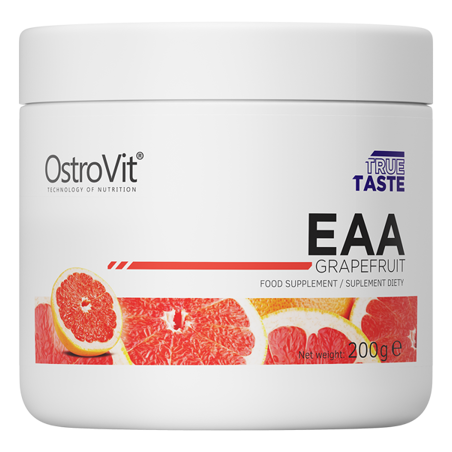 OstroVit®
TECHNOLOGY OF NUTRITION
TRUE
TASTE
EAA
GRAPEFRUIT
FOOD SUPPLEMENT / SUPLEMENT DIETY
Net weight: 200g ℮